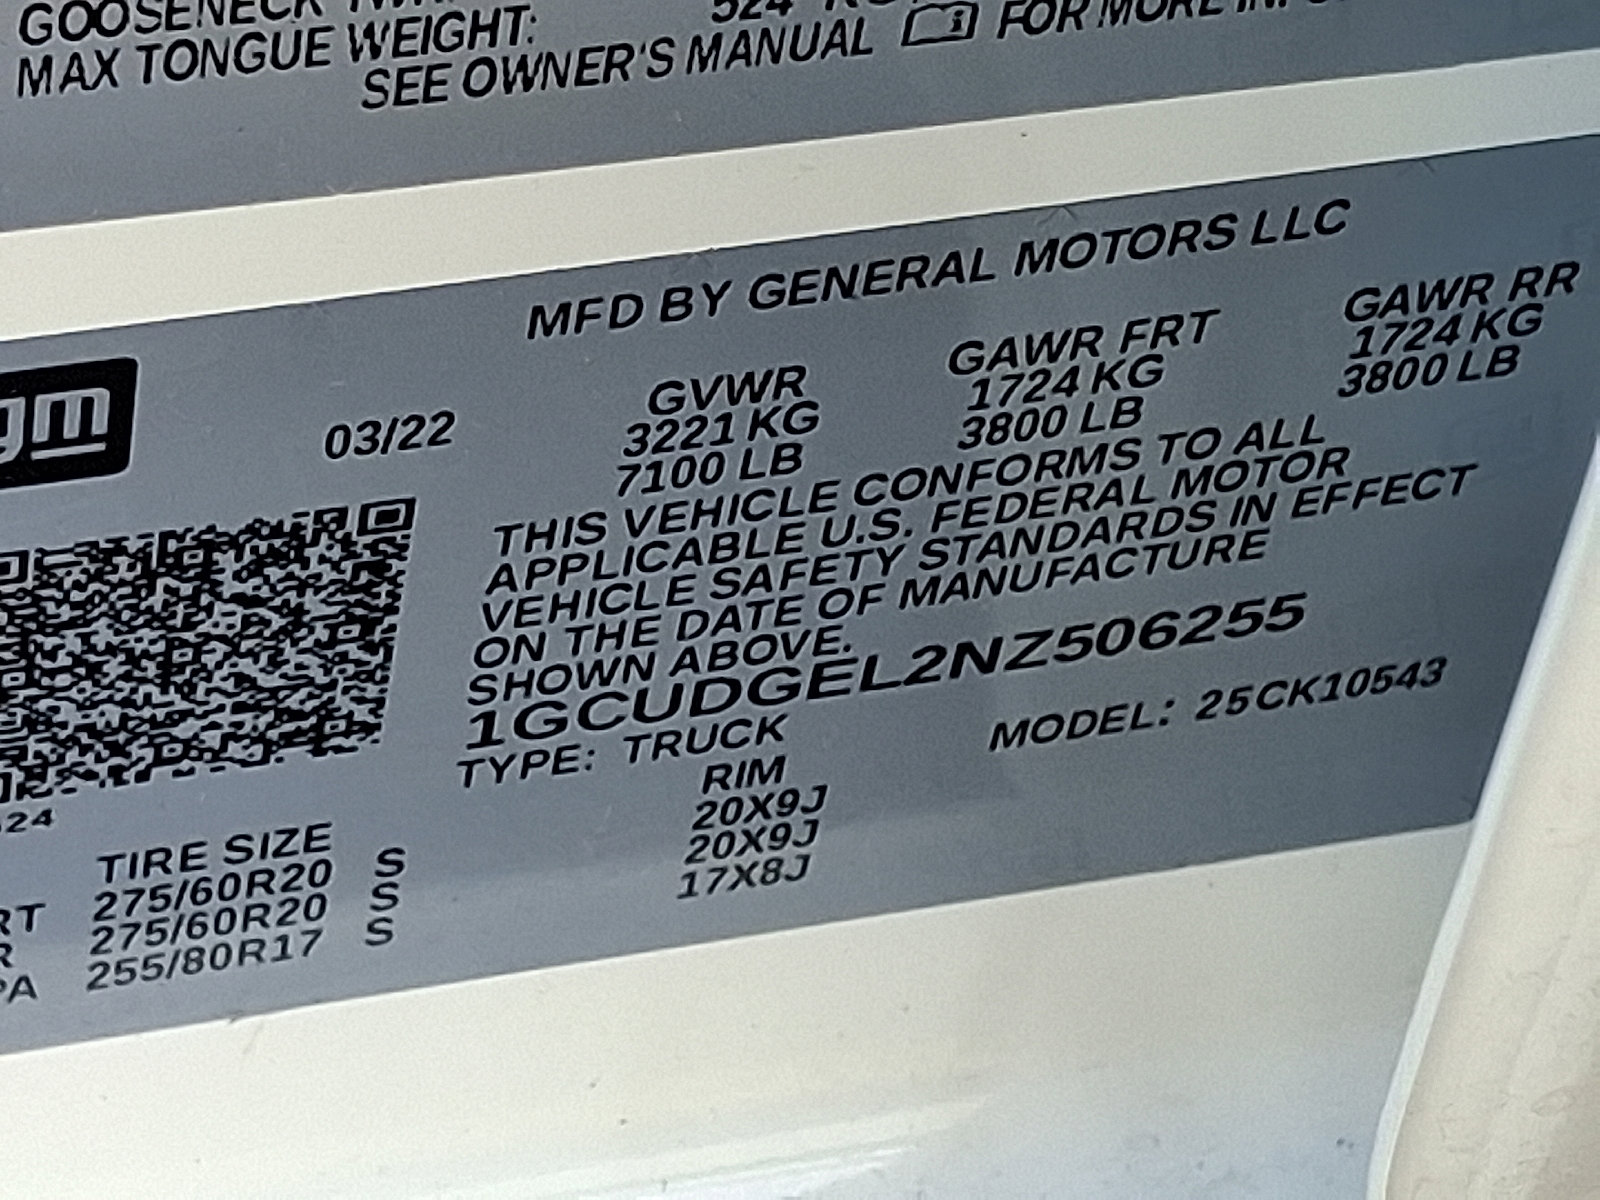 GOOSENECK
MAX TONGUE WEIGHT: 524
SEE OWNER'S MANUAL FOR MORE
MFD BY GENERAL MOTORS LLC
gm
03/22
GVWR GAWR FRT GAWR RR
3221 KG 1724 KG 1724 KG
7100 LB 3800 LB 3800 LB
THIS VEHICLE CONFORMS TO ALL
APPLICABLE U.S. FEDERAL MOTOR
VEHICLE SAFETY STANDARDS IN EFFECT
ON THE DATE OF MANUFACTURE
SHOWN ABOVE.
1GCUDGEL2NZ506255
TYPE: TRUCK MODEL: 25CK10543
24
TIRE SIZE RIM
RT 275/60R20 S 20X9J
R 275/60R20 S 20X9J
PA 255/80R17 S 17X8J